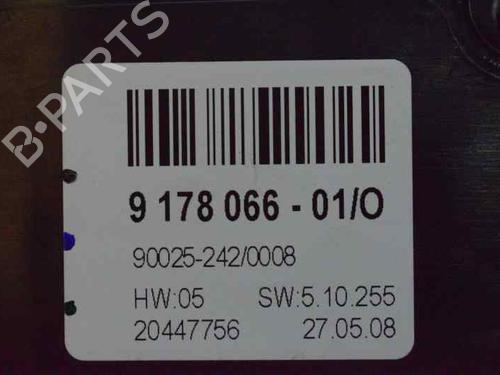 B-PARTS
9 178 066 - 01/O
90025-242/0008
HW:05 SW:5.10.255
20447756 27.05.08